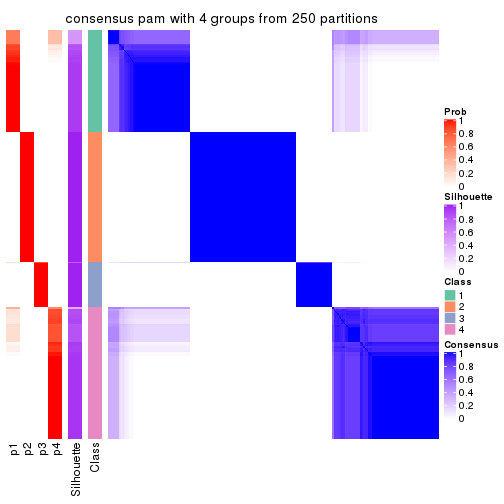 consensus pam with 4 groups from 250 partitions
Prob
1
0.8
0.6
0.4
0.2
0
Silhouette
1
0.8
0.6
0.4
0.2
0
Class
1
2
3
4
Consensus
1
0.8
0.6
0.4
0.2
0
p1
p2
p3
p4
Silhouette
Class